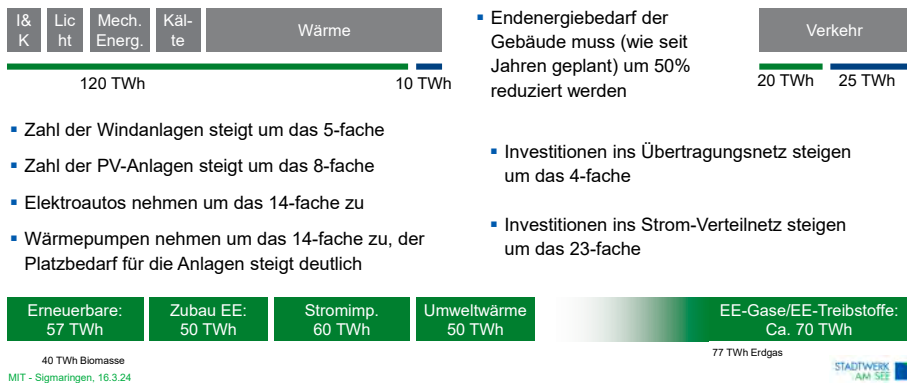 I&
K
Lic
ht
Mech.
Energ.
Käl-
te
Wärme
120 TWh
10 TWh
▪ Endenergiebedarf der
Gebäude muss (wie seit
Jahren geplant) um 50%
reduziert werden
Verkehr
20 TWh
25 TWh
▪ Zahl der Windanlagen steigt um das 5-fache
▪ Zahl der PV-Anlagen steigt um das 8-fache
▪ Elektroautos nehmen um das 14-fache zu
▪ Wärmepumpen nehmen um das 14-fache zu, der
Platzbedarf für die Anlagen steigt deutlich
▪ Investitionen ins Übertragungsnetz steigen
um das 4-fache
▪ Investitionen ins Strom-Verteilnetz steigen
um das 23-fache
Erneuerbare:
57 TWh
Zubau EE:
50 TWh
Stromimp.
60 TWh
Umweltwärme
50 TWh
EE-Gase/EE-Treibstoffe:
Ca. 70 TWh
40 TWh Biomasse
77 TWh Erdgas
MIT - Sigmaringen, 16.3.24
STADTWERK
AM SEE